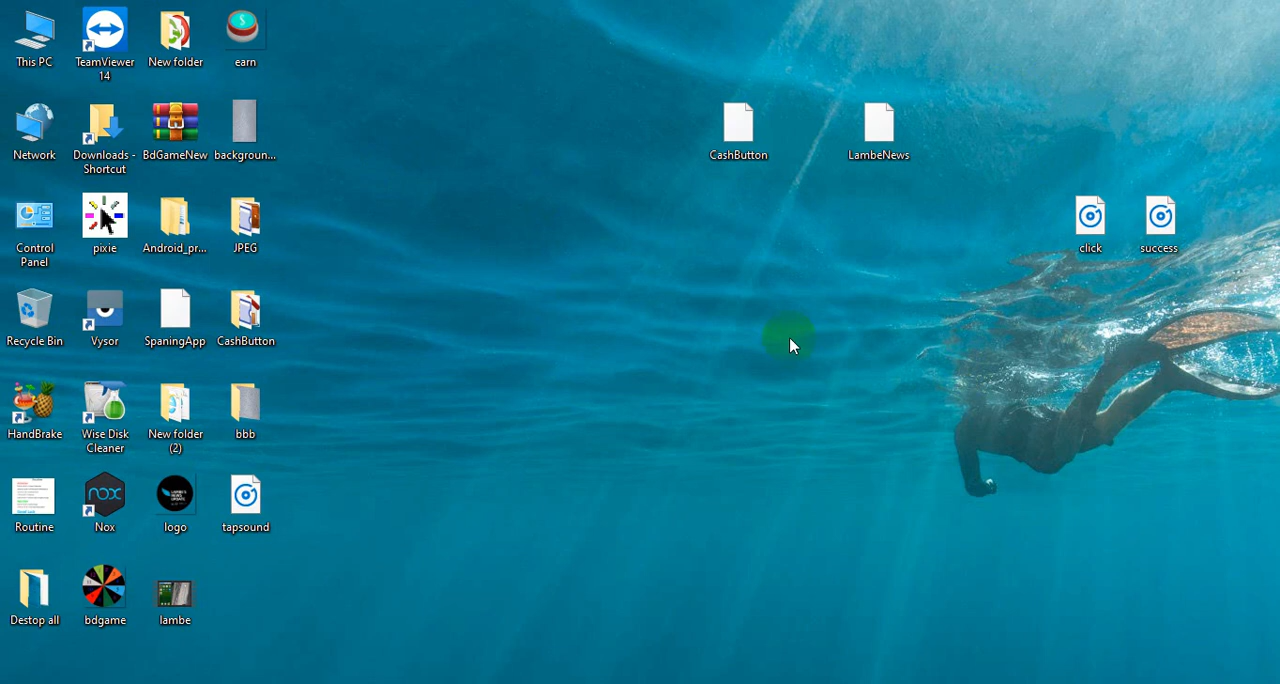 This PC
TeamViewer
14
New folder
earn
Network
Downloads -
Shortcut
BdGameNew
backgroun...
CashButton
LambeNews
Control
Panel
pixie
Android_pr...
JPEG
click
success
Recycle Bin
Vysor
SpaningApp
CashButton
HandBrake
Wise Disk
Cleaner
New folder
(2)
bbb
Routine
nox
Nox
logo
tapsound
Destop all
bdgame
lambe